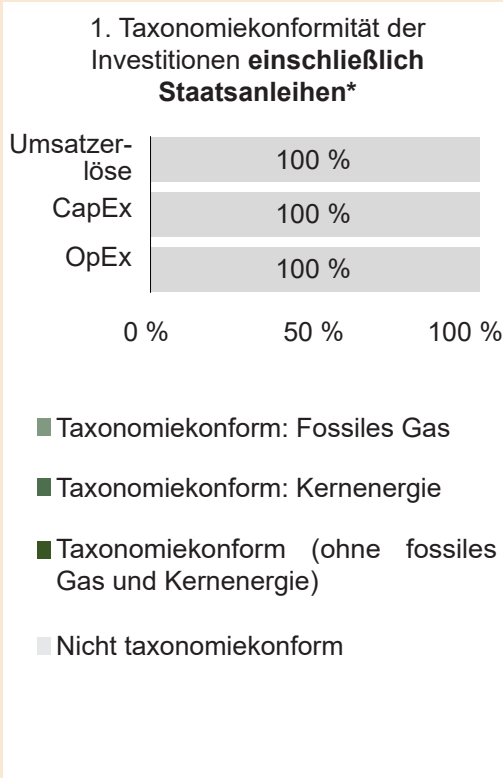 1. Taxonomiekonformität der
Investitionen einschließlich
Staatsanleihen*
Umsatzer-
löse
100 %
CapEx
100 %
OpEx
100 %
0 % 50 % 100 %
Taxonomiekonform: Fossiles Gas
Taxonomiekonform: Kernenergie
Taxonomiekonform (ohne fossiles
Gas und Kernenergie)
Nicht taxonomiekonform